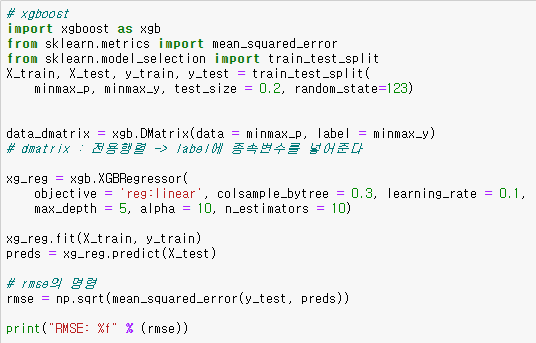 # xgboost
import xgboost as xgb
from sklearn.metrics import mean_squared_error
from sklearn.model_selection import train_test_split
X_train, X_test, y_train, y_test = train_test_split(
    minmax_p, minmax_y, test_size = 0.2, random_state=123)
data_dmatrix = xgb.DMatrix(data = minmax_p, label = minmax_y)
# dmatrix : 전용행렬 -> label에 종속변수를 넣어준다
xg_reg = xgb.XGBRegressor(
    objective = 'reg:linear', colsample_bytree = 0.3, learning_rate = 0.1,
    max_depth = 5, alpha = 10, n_estimators = 10)
xg_reg.fit(X_train, y_train)
preds = xg_reg.predict(X_test)
# rmse의 명령
rmse = np.sqrt(mean_squared_error(y_test, preds))
print("RMSE: %f" % (rmse))